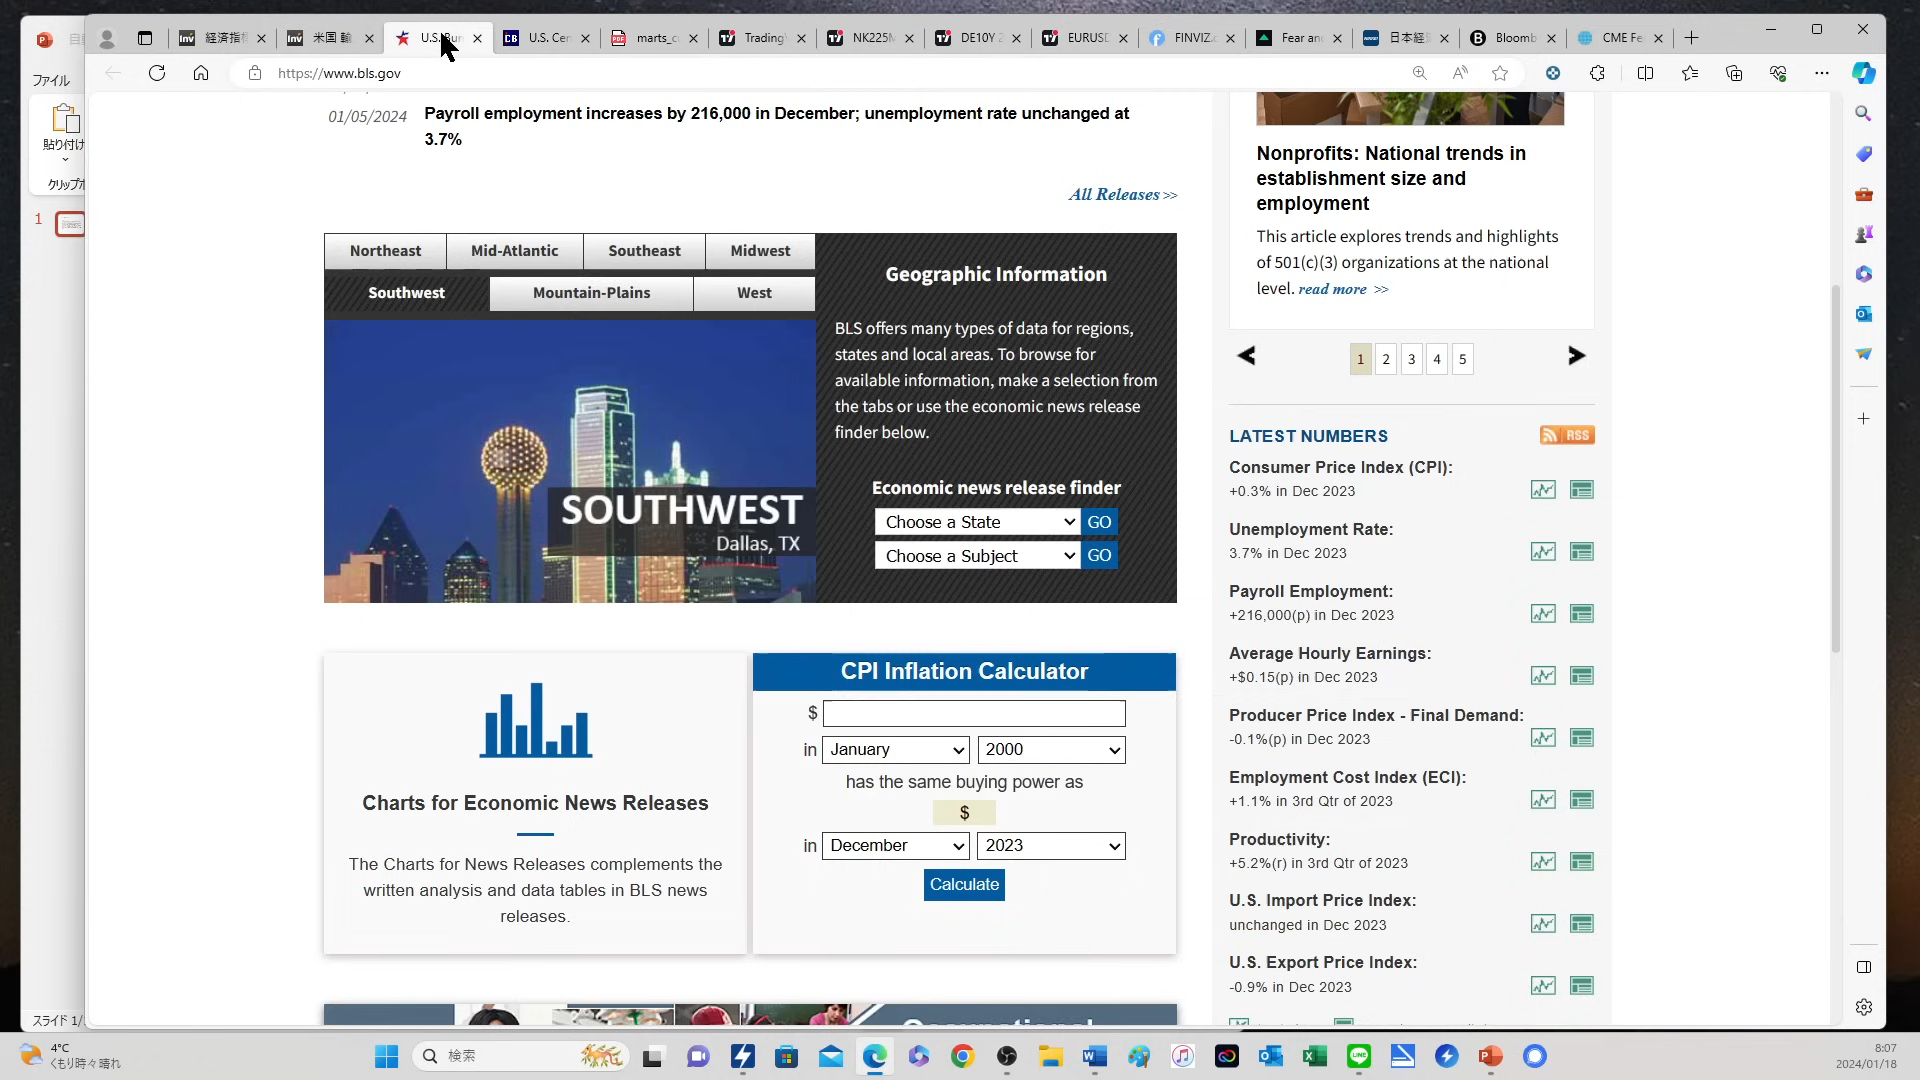 経済指標
米国 輸
U.S. Bur
U.S. Cen
marts_c
TradingV
NK225M
DE10Y
EURUSD
FINVIZ.c
Fear an
日本経済
Bloomb
CME Fe
https://www.bls.gov
ファイル
貼り付け
クリップボ
1
01/05/2024
Payroll employment increases by 216,000 in December; unemployment rate unchanged at
3.7%
All Releases >>
Northeast
Mid-Atlantic
Southeast
Midwest
Southwest
Mountain-Plains
West
SOUTHWEST
Dallas, TX
Geographic Information
BLS offers many types of data for regions,
states and local areas. To browse for
available information, make a selection from
the tabs or use the economic news release
finder below.
Economic news release finder
Choose a State
GO
Choose a Subject
GO
Charts for Economic News Releases
The Charts for News Releases complements the
written analysis and data tables in BLS news
releases.
CPI Inflation Calculator
$
in January 2000
has the same buying power as
$
in December 2023
Calculate
Nonprofits: National trends in
establishment size and
employment
This article explores trends and highlights
of 501(c)(3) organizations at the national
level. read more >>
1 2 3 4 5
LATEST NUMBERS
RSS
Consumer Price Index (CPI):
+0.3% in Dec 2023
Unemployment Rate:
3.7% in Dec 2023
Payroll Employment:
+216,000(p) in Dec 2023
Average Hourly Earnings:
+$0.15(p) in Dec 2023
Producer Price Index - Final Demand:
-0.1%(p) in Dec 2023
Employment Cost Index (ECI):
+1.1% in 3rd Qtr of 2023
Productivity:
+5.2%(r) in 3rd Qtr of 2023
U.S. Import Price Index:
unchanged in Dec 2023
U.S. Export Price Index:
-0.9% in Dec 2023
スライド 1/
4°C
くもり時々晴れ
検索
8:07
2024/01/18